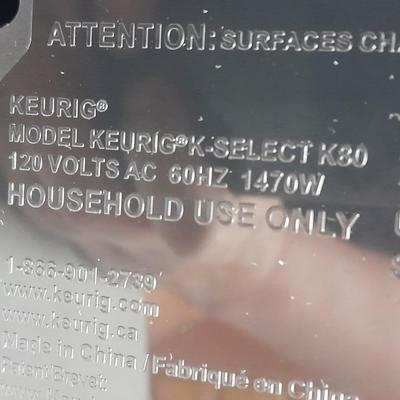 ATTENTION: SURFACES CHA
KEURIG®
MODEL KEURIG® K-SELECT K80
120 VOLTS AC 60HZ 1470W
HOUSEHOLD USE ONLY
1-866-901-2739
www.keurig.com
www.keurig.ca
Made in China / Fabriqué en China
Patent/Brevet: